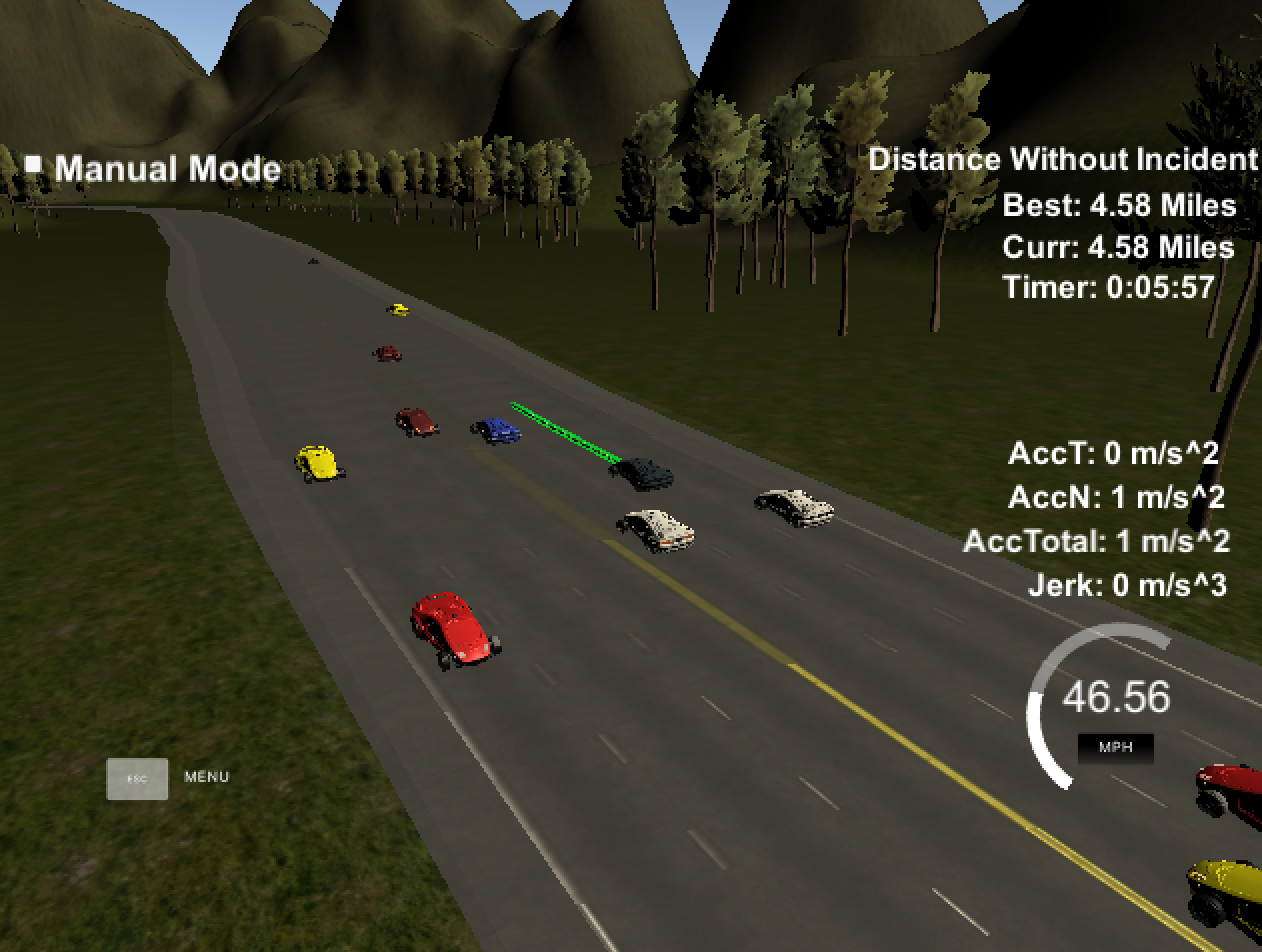 Manual Mode
Distance Without Incident
Best: 4.58 Miles
Curr: 4.58 Miles
Timer: 0:05:57
AccT: 0 m/s^2
AccN: 1 m/s^2
AccTotal: 1 m/s^2
Jerk: 0 m/s^3
46.56
MPH
ESC MENU